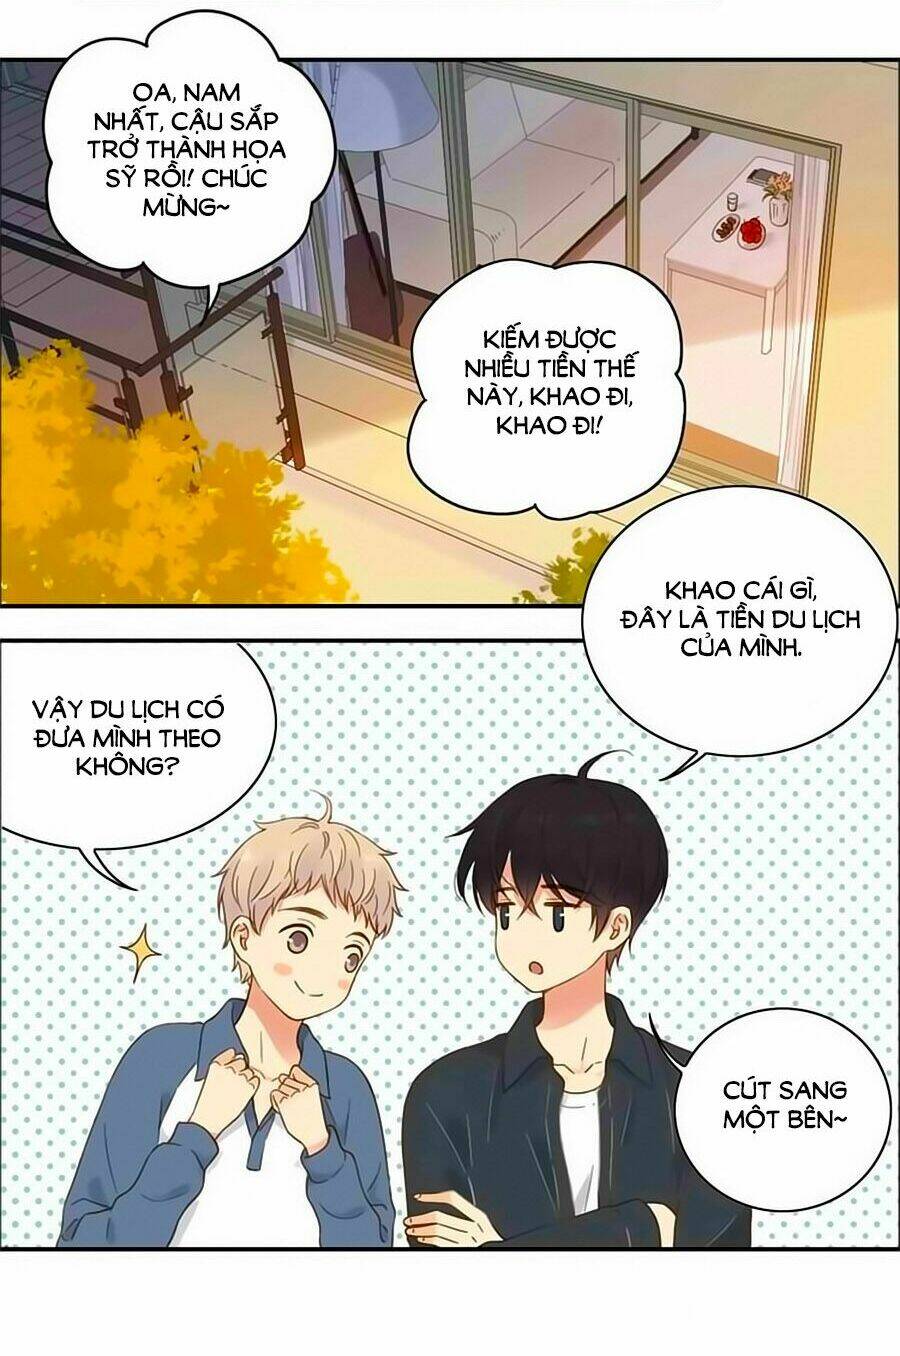 OA, NAM
NHẤT, CẬU SẮP
TRỞ THÀNH HỌA
SỸ RỒI! CHÚC
MỪNG~
KIẾM ĐƯỢC
NHIỀU TIỀN THẾ
NÀY, KHAO ĐI,
KHAO ĐI!
KHAO CÁI GÌ,
ĐÂY LÀ TIỀN DU LỊCH
CỦA MÌNH.
VẬY DU LỊCH CÓ
ĐƯA MÌNH THEO
KHÔNG?
CÚT SANG
MỘT BÊN~